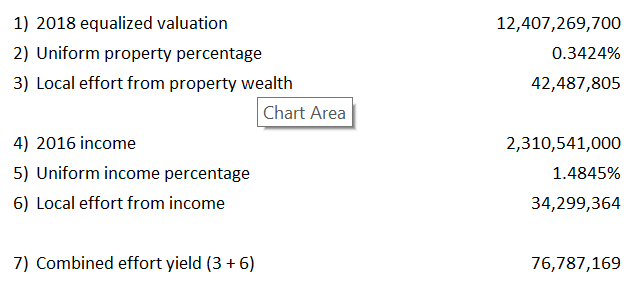 1) 2018 equalized valuation 12,407,269,700
2) Uniform property percentage 0.3424%
3) Local effort from property wealth 42,487,805
Chart Area
4) 2016 income 2,310,541,000
5) Uniform income percentage 1.4845%
6) Local effort from income 34,299,364
7) Combined effort yield (3 + 6) 76,787,169